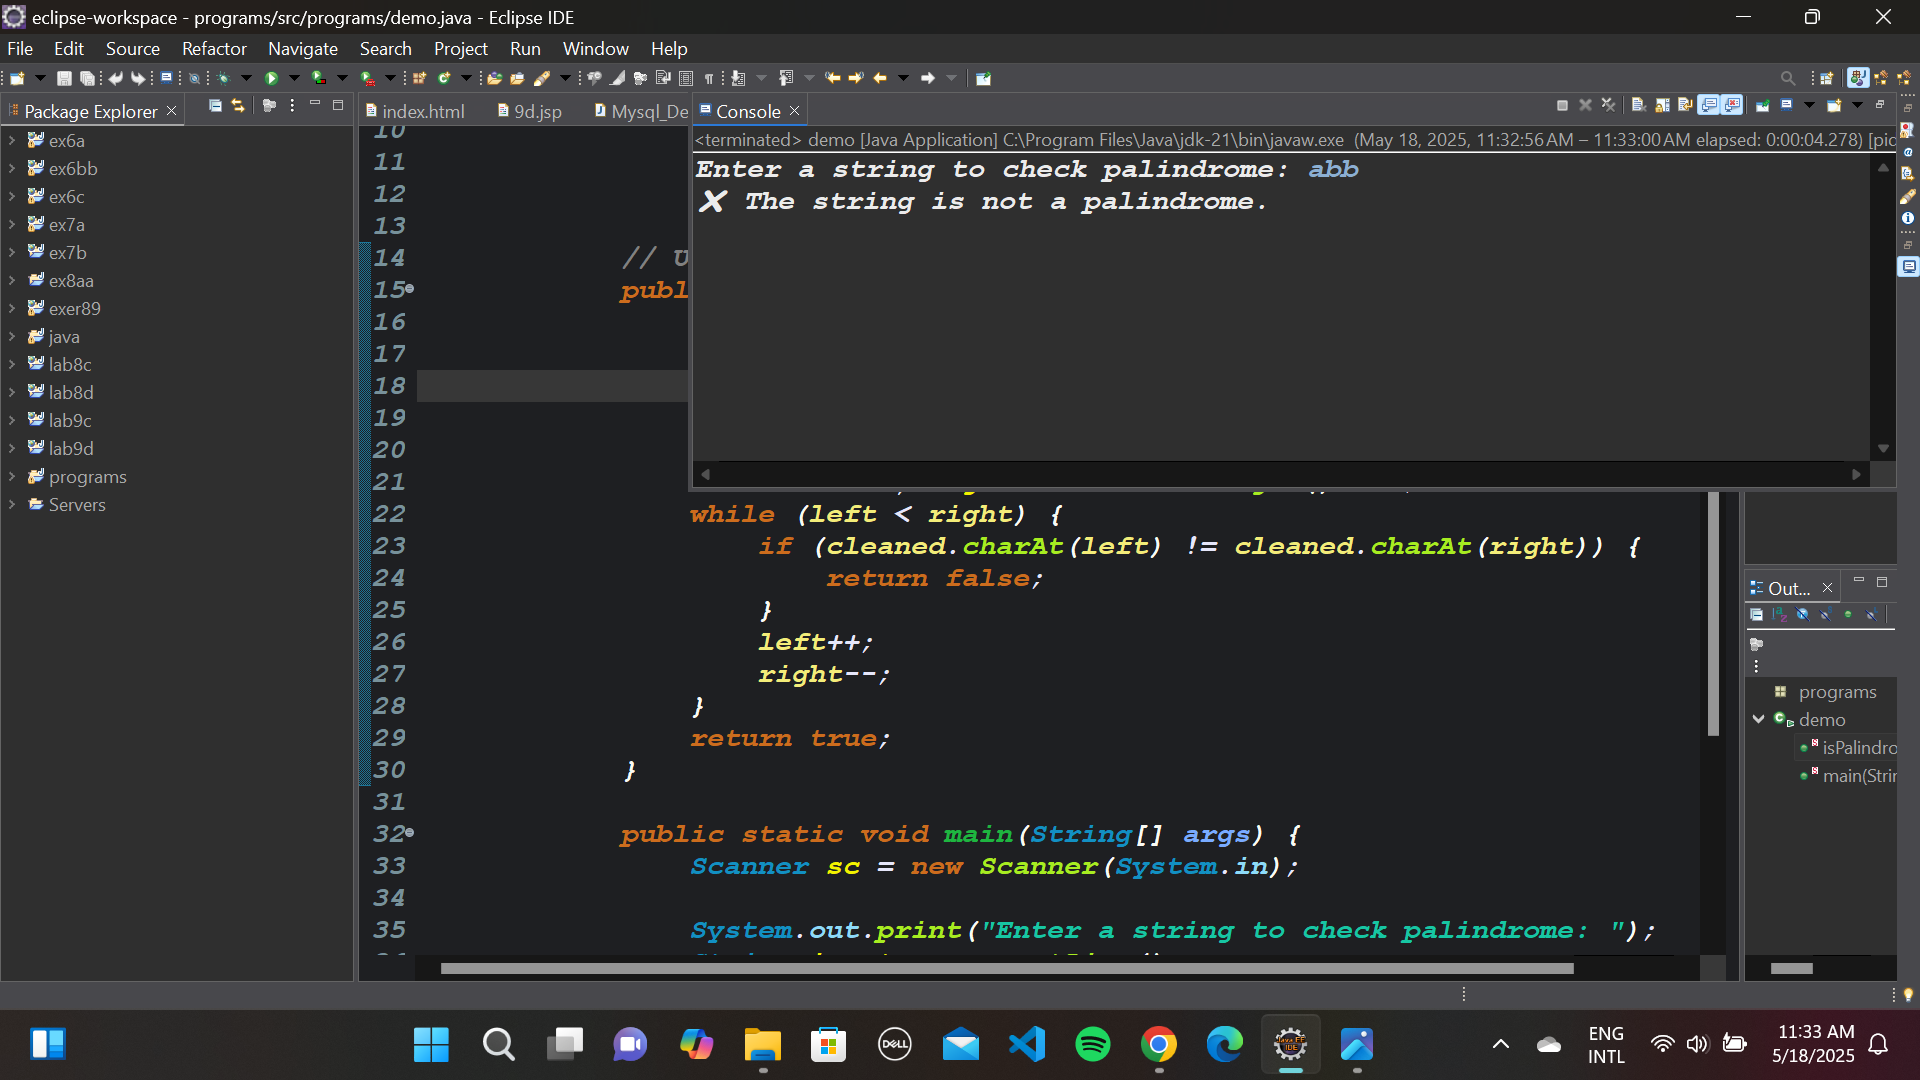 eclipse-workspace - programs/src/programs/demo.java - Eclipse IDE
File Edit Source Refactor Navigate Search Project Run Window Help
Package Explorer
index.html 9d.jsp Mysql_De Console
ex6a
ex6bb
ex6c
ex7a
ex7b
ex8aa
exer89
java
lab8c
lab8d
lab9c
lab9d
programs
Servers
<terminated> demo [Java Application] C:\Program Files\Java\jdk-21\bin\javaw.exe (May 18, 2025, 11:32:56 AM – 11:33:00 AM elapsed: 0:00:04.278) [pid
Enter a string to check palindrome: abb
❌ The string is not a palindrome.
10
11
12
13
14 // U
15 publ
16
17
18
19
20
21
22 while (left < right) {
23 if (cleaned.charAt(left) != cleaned.charAt(right)) {
24 return false;
25 }
26 left++;
27 right--;
28 }
29 return true;
30 }
31
32 public static void main(String[] args) {
33 Scanner sc = new Scanner(System.in);
34
35 System.out.print("Enter a string to check palindrome: ");
Out...
programs
demo
isPalindro
main(Strin
DELL
ENG
INTL
11:33 AM
5/18/2025